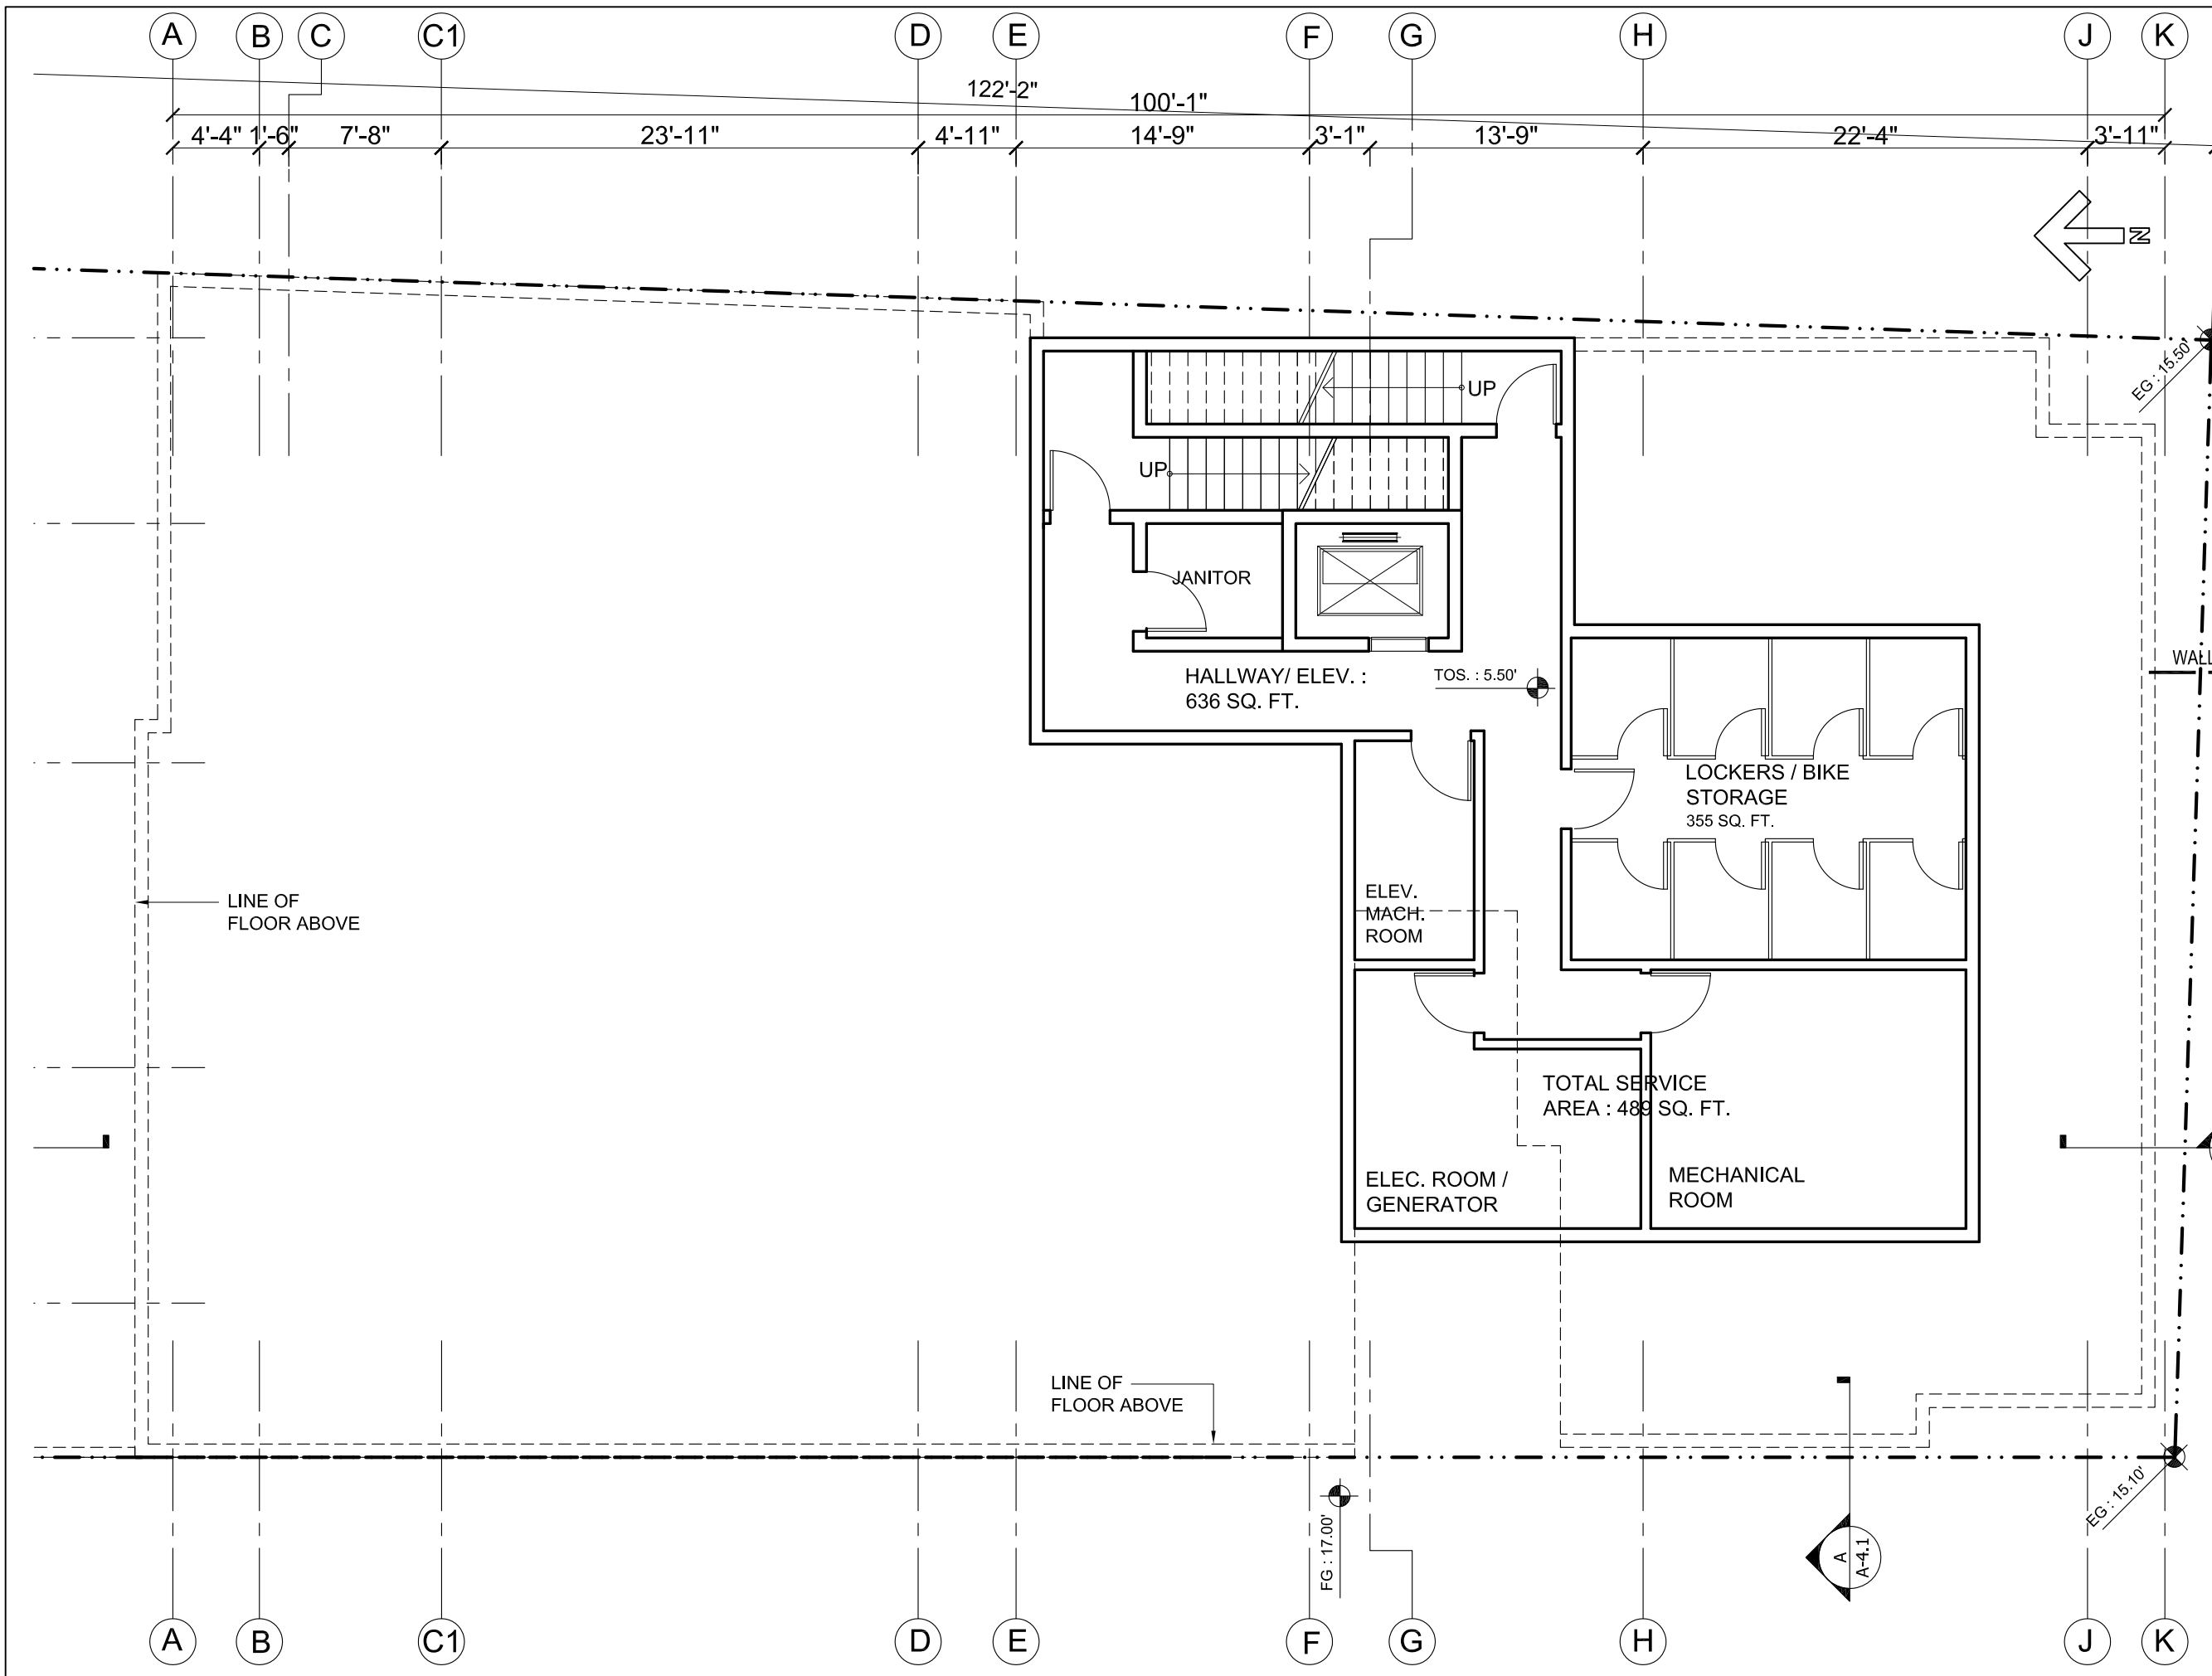 A B C C1 D E F G H J K
122'-2"
100'-1"
4'-4" 1'-6" 7'-8" 23'-11" 4'-11" 14'-9" 3'-1" 13'-9" 22'-4" 3'-11"
N
EG : 15.50'
UP
UP
JANITOR
HALLWAY/ ELEV. :
636 SQ. FT.
TOS. : 5.50'
WALL
LOCKERS / BIKE
STORAGE
355 SQ. FT.
ELEV.
MACH.
ROOM
LINE OF
FLOOR ABOVE
TOTAL SERVICE
AREA : 489 SQ. FT.
ELEC. ROOM /
GENERATOR
MECHANICAL
ROOM
LINE OF
FLOOR ABOVE
EG : 15.10'
FG : 17.00'
A
A-4.1
A B C1 D E F G H J K